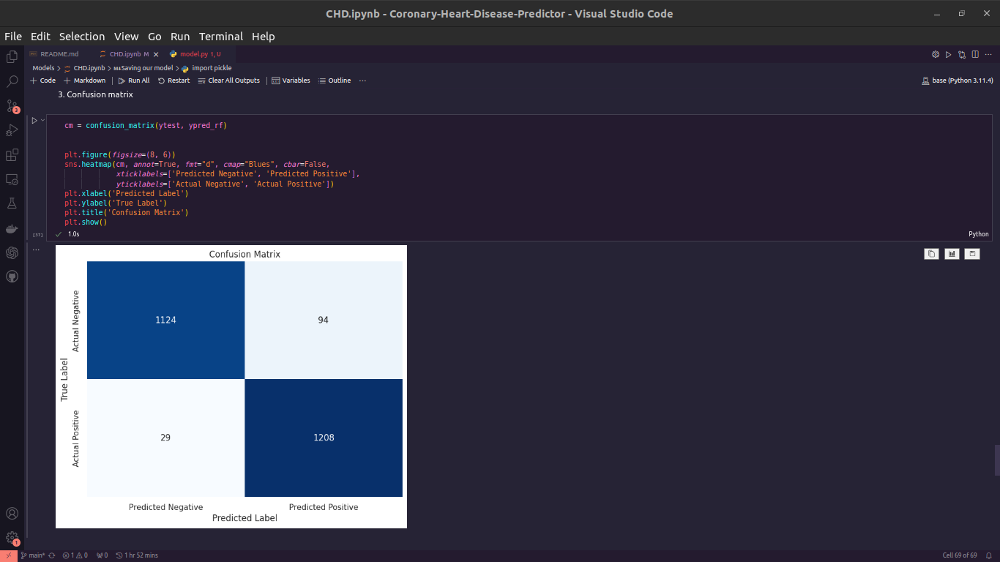 CHD.ipynb - Coronary-Heart-Disease-Predictor - Visual Studio Code
File Edit Selection View Go Run Terminal Help
README.md CHD.ipynb M model.py 1, U
Models > CHD.ipynb > M↓Saving our model > import pickle
+ Code + Markdown Run All Restart Clear All Outputs Variables Outline ... base (Python 3.11.4)
3. Confusion matrix
cm = confusion_matrix(ytest, ypred_rf)
plt.figure(figsize=(8, 6))
sns.heatmap(cm, annot=True, fmt="d", cmap="Blues", cbar=False,
xticklabels=['Predicted Negative', 'Predicted Positive'],
yticklabels=['Actual Negative', 'Actual Positive'])
plt.xlabel('Predicted Label')
plt.ylabel('True Label')
plt.title('Confusion Matrix')
plt.show()
[37] 1.0s Python
Confusion Matrix
Actual Negative
1124 94
True Label
Actual Positive
29 1208
Predicted Negative Predicted Positive
Predicted Label
3
1
main* 1 0 0 1 hr 52 mins Cell 69 of 69